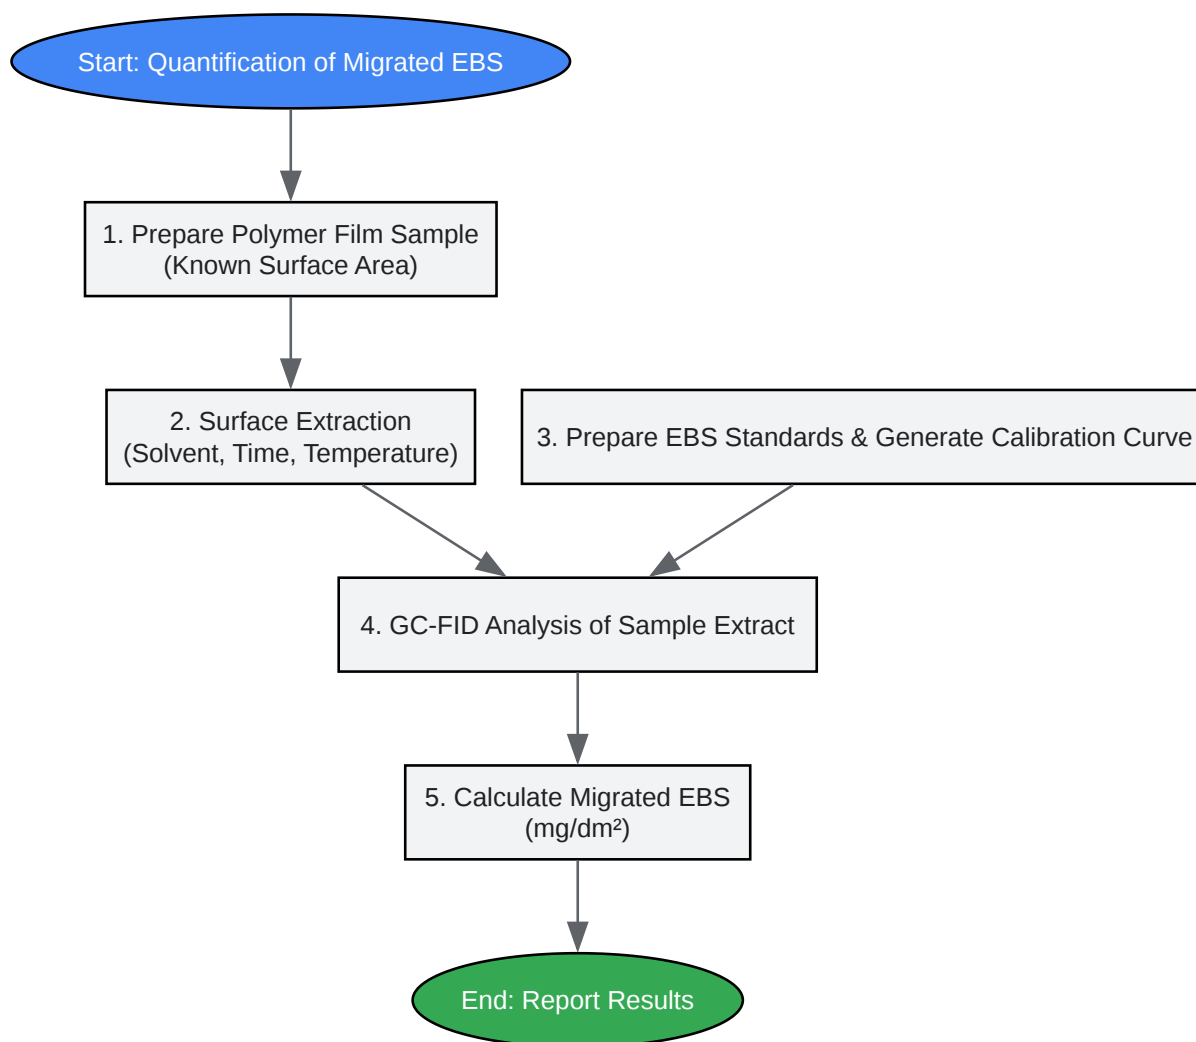 Start: Quantification of Migrated EBS
1. Prepare Polymer Film Sample
(Known Surface Area)
2. Surface Extraction
(Solvent, Time, Temperature)
3. Prepare EBS Standards & Generate Calibration Curve
4. GC-FID Analysis of Sample Extract
5. Calculate Migrated EBS
(mg/dm²)
End: Report Results